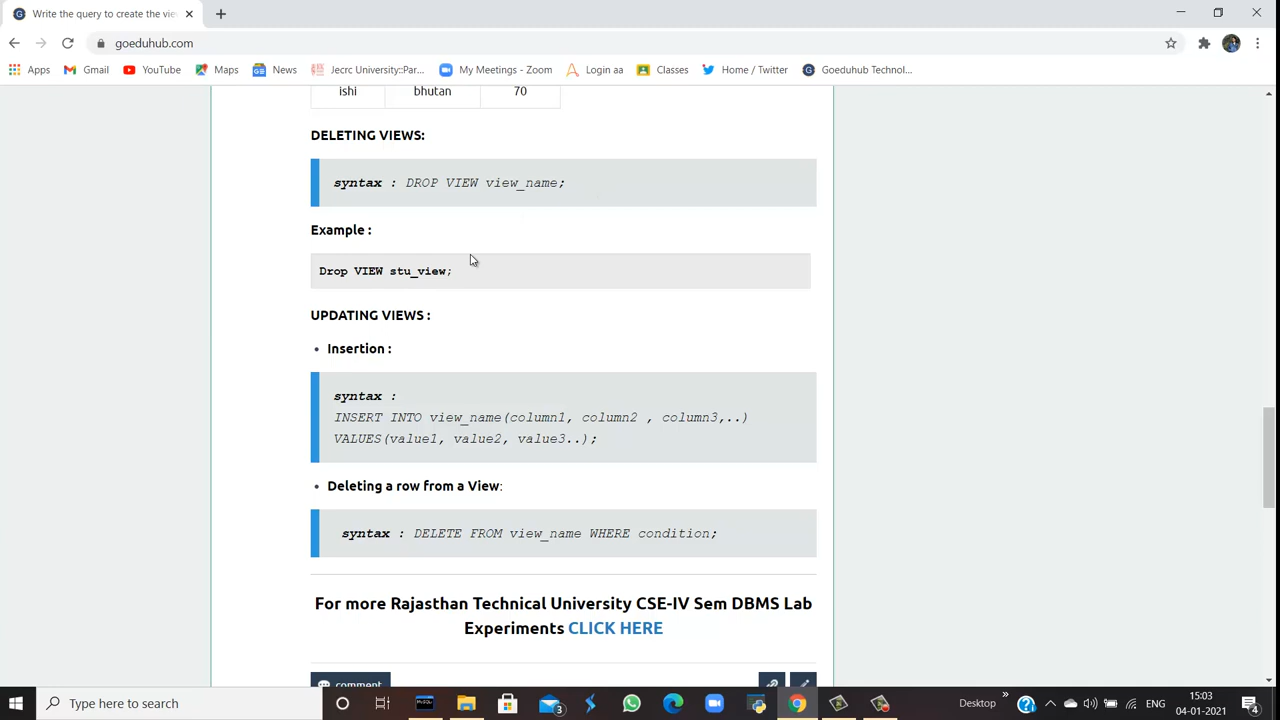 Write the query to create the vie
goeduhub.com
Apps
Gmail
YouTube
Maps
News
Jecrc University::Par...
My Meetings - Zoom
Login aa
Classes
Home / Twitter
Goeduhub Technol...
ishi bhutan 70
DELETING VIEWS:
syntax : DROP VIEW view_name;
Example :
Drop VIEW stu_view;
UPDATING VIEWS :
• Insertion :
syntax :
INSERT INTO view_name(column1, column2 , column3,..)
VALUES(value1, value2, value3..);
• Deleting a row from a View:
syntax : DELETE FROM view_name WHERE condition;
For more Rajasthan Technical University CSE-IV Sem DBMS Lab
Experiments CLICK HERE
comment
Type here to search
3
Desktop
»
ENG
15:03
04-01-2021
4